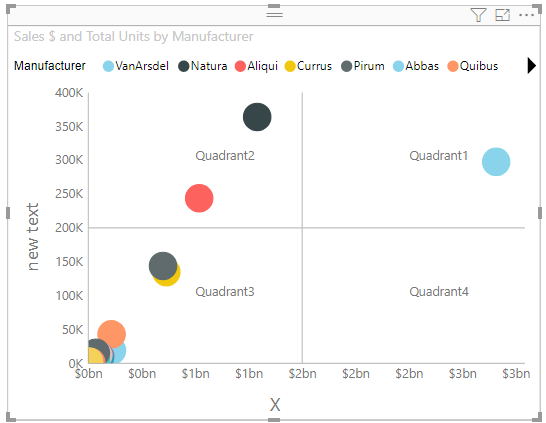 Sales $ and Total Units by Manufacturer
Manufacturer VanArsdel Natura Aliqui Currus Pirum Abbas Quibus
400K
350K
300K
250K
200K
150K
100K
50K
0K
new text
Quadrant2 Quadrant1
Quadrant3 Quadrant4
$0bn $0bn $1bn $1bn $2bn $2bn $2bn $3bn $3bn
X